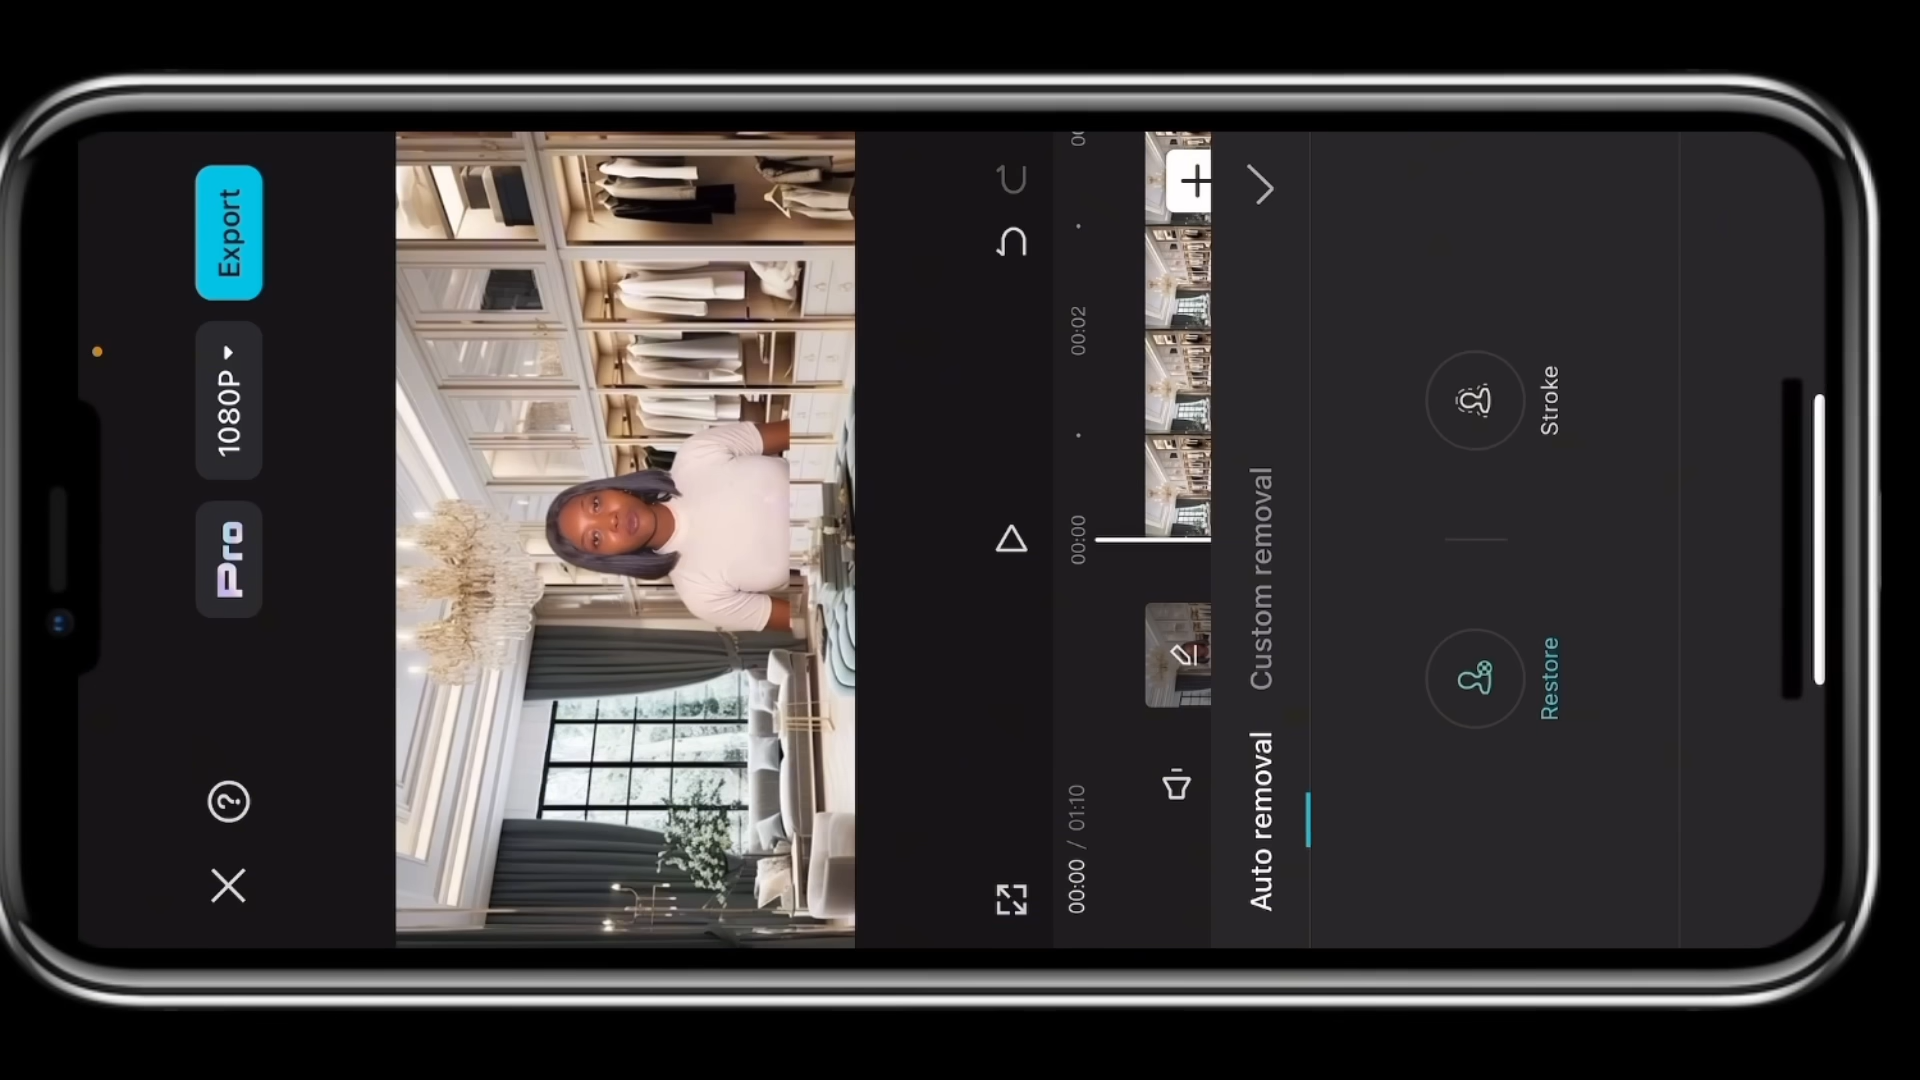 Pro
1080P
Export
00:00 / 01:10
00:00
00:02
Auto removal
Custom removal
Restore
Stroke